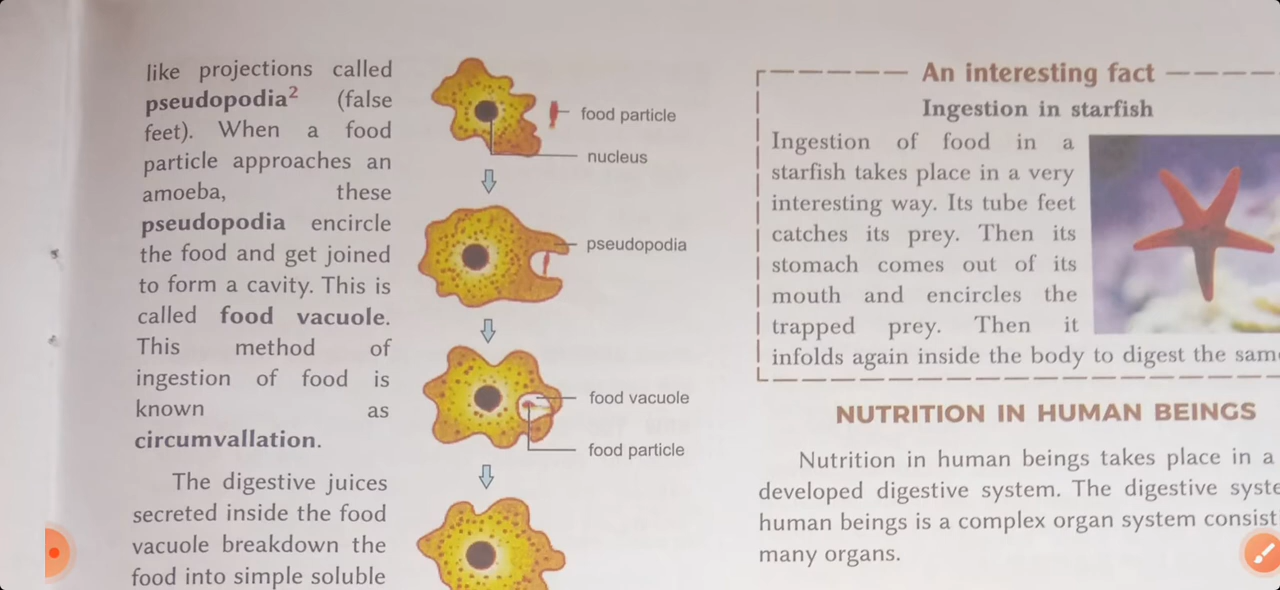 like projections called
pseudopodia² (false
feet). When a food
particle approaches an
amoeba, these
pseudopodia encircle
the food and get joined
to form a cavity. This is
called food vacuole.
This method of
ingestion of food is
known as
circumvallation.
The digestive juices
secreted inside the food
vacuole breakdown the
food into simple soluble
food particle
nucleus
pseudopodia
food vacuole
food particle
An interesting fact
Ingestion in starfish
Ingestion of food in a
starfish takes place in a very
interesting way. Its tube feet
catches its prey. Then its
stomach comes out of its
mouth and encircles the
trapped prey. Then it
infolds again inside the body to digest the same
NUTRITION IN HUMAN BEINGS
Nutrition in human beings takes place in a
developed digestive system. The digestive syste
human beings is a complex organ system consist
many organs.